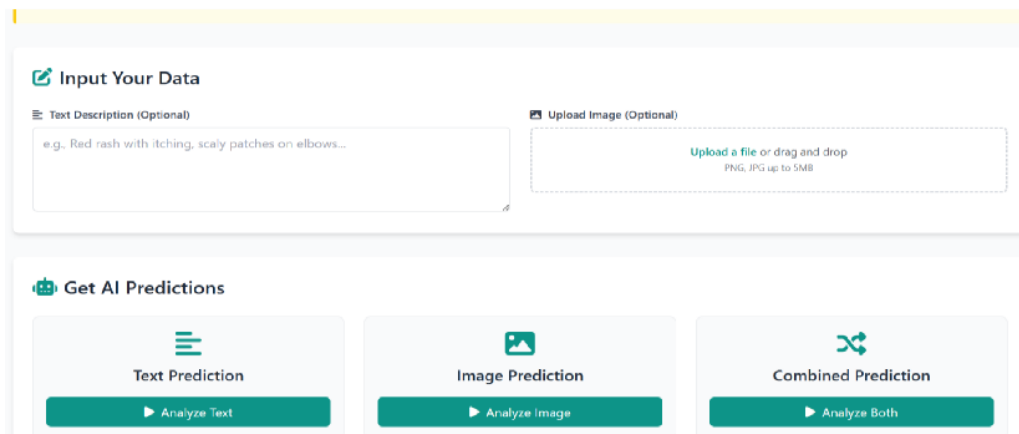 Input Your Data
Text Description (Optional)
e.g., Red rash with itching, scaly patches on elbows...
Upload Image (Optional)
Upload a file or drag and drop
PNG, JPG up to 5MB
Get AI Predictions
Text Prediction
Analyze Text
Image Prediction
Analyze Image
Combined Prediction
Analyze Both